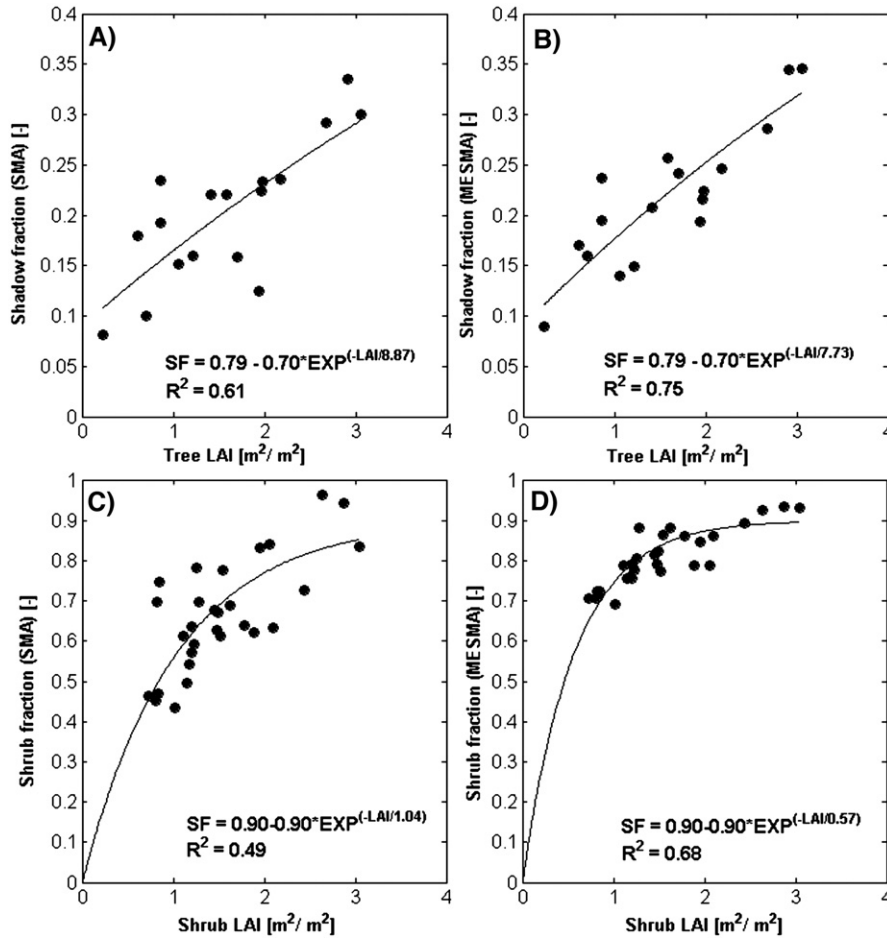 A)
Shadow fraction (SMA) [-]
0.4
0.35
0.3
0.25
0.2
0.15
0.1
0.05
0
SF = 0.79 - 0.70*EXP(-LAI/8.87)
R2 = 0.61
0 1 2 3 4
Tree LAI [m2/ m2]
B)
Shadow fraction (MESMA) [-]
0.4
0.35
0.3
0.25
0.2
0.15
0.1
0.05
0
SF = 0.79 - 0.70*EXP(-LAI/7.73)
R2 = 0.75
0 1 2 3 4
Tree LAI [m2/ m2]
C)
Shrub fraction (SMA) [-]
1
0.9
0.8
0.7
0.6
0.5
0.4
0.3
0.2
0.1
0
SF = 0.90-0.90*EXP(-LAI/1.04)
R2 = 0.49
0 1 2 3 4
Shrub LAI [m2/ m2]
D)
Shrub fraction (MESMA) [-]
1
0.9
0.8
0.7
0.6
0.5
0.4
0.3
0.2
0.1
0
SF = 0.90-0.90*EXP(-LAI/0.57)
R2 = 0.68
0 1 2 3 4
Shrub LAI [m2/ m2]